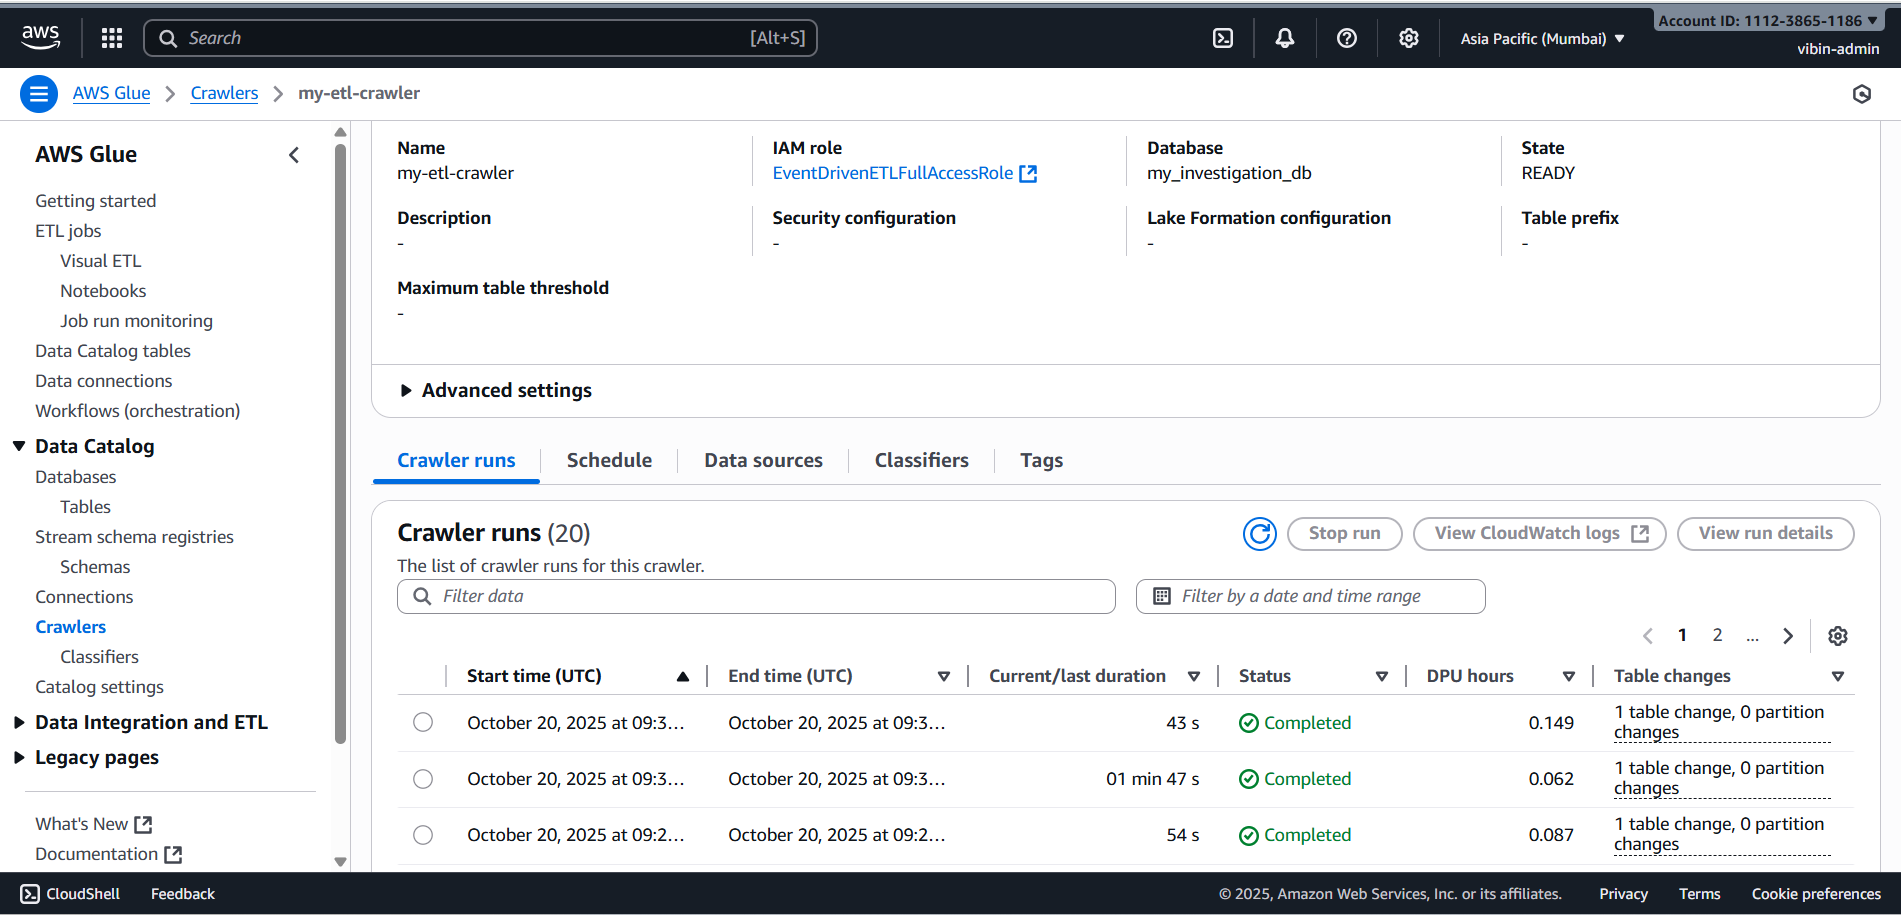 aws
Search
[Alt+S]
Asia Pacific (Mumbai)
Account ID: 1112-3865-1186
vibin-admin
AWS Glue
Crawlers
my-etl-crawler
AWS Glue
Getting started
ETL jobs
Visual ETL
Notebooks
Job run monitoring
Data Catalog tables
Data connections
Workflows (orchestration)
Data Catalog
Databases
Tables
Stream schema registries
Schemas
Connections
Crawlers
Classifiers
Catalog settings
Data Integration and ETL
Legacy pages
What's New
Documentation
Name
my-etl-crawler
IAM role
EventDrivenETLFullAccessRole
Database
my_investigation_db
State
READY
Description
-
Security configuration
-
Lake Formation configuration
-
Table prefix
-
Maximum table threshold
-
Advanced settings
Crawler runs
Schedule
Data sources
Classifiers
Tags
Crawler runs (20)
The list of crawler runs for this crawler.
Stop run
View CloudWatch logs
View run details
Filter data
Filter by a date and time range
1 2 ...
Start time (UTC) End time (UTC) Current/last duration Status DPU hours Table changes
October 20, 2025 at 09:3… October 20, 2025 at 09:3… 43 s Completed 0.149 1 table change, 0 partition
changes
October 20, 2025 at 09:3… October 20, 2025 at 09:3… 01 min 47 s Completed 0.062 1 table change, 0 partition
changes
October 20, 2025 at 09:2… October 20, 2025 at 09:2… 54 s Completed 0.087 1 table change, 0 partition
changes
CloudShell
Feedback
© 2025, Amazon Web Services, Inc. or its affiliates.
Privacy
Terms
Cookie preferences